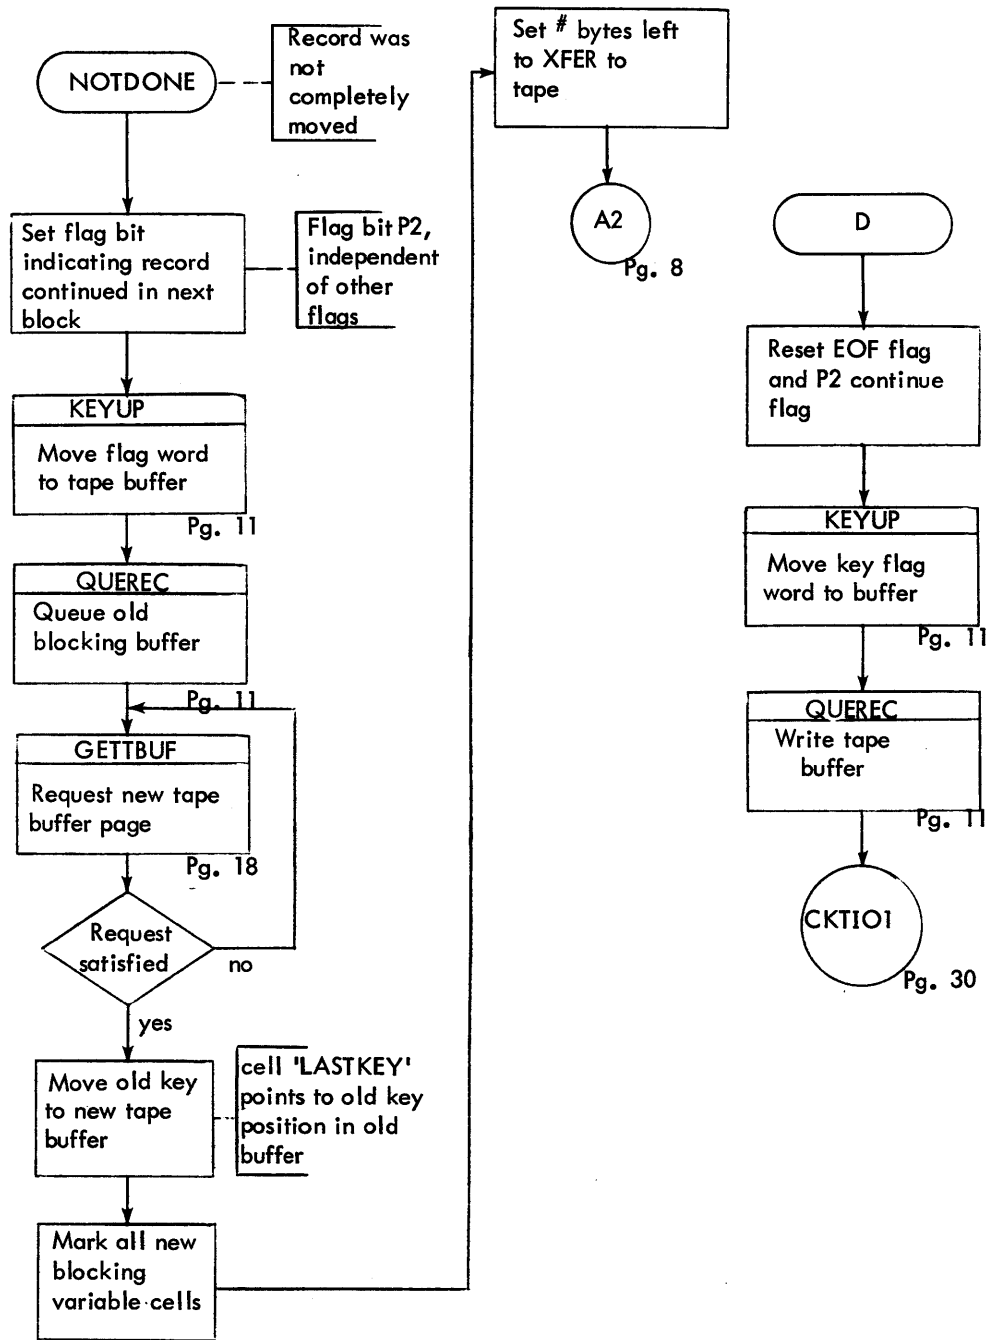 NOTDONE
Record was
not
completely
moved
Set flag bit
indicating record
continued in next
block
Flag bit P2,
independent
of other
flags
KEYUP
Move flag word
to tape buffer
Pg. 11
QUEREC
Queue old
blocking buffer
Pg. 11
GETTBUF
Request new tape
buffer page
Pg. 18
Request
satisfied
no
yes
Move old key
to new tape
buffer
cell 'LASTKEY'
points to old key
position in old
buffer
Mark all new
blocking
variable cells
Set # bytes left
to XFER to
tape
A2
Pg. 8
D
Reset EOF flag
and P2 continue
flag
KEYUP
Move key flag
word to buffer
Pg. 11
QUEREC
Write tape
buffer
Pg. 11
CKTIO1
Pg. 30